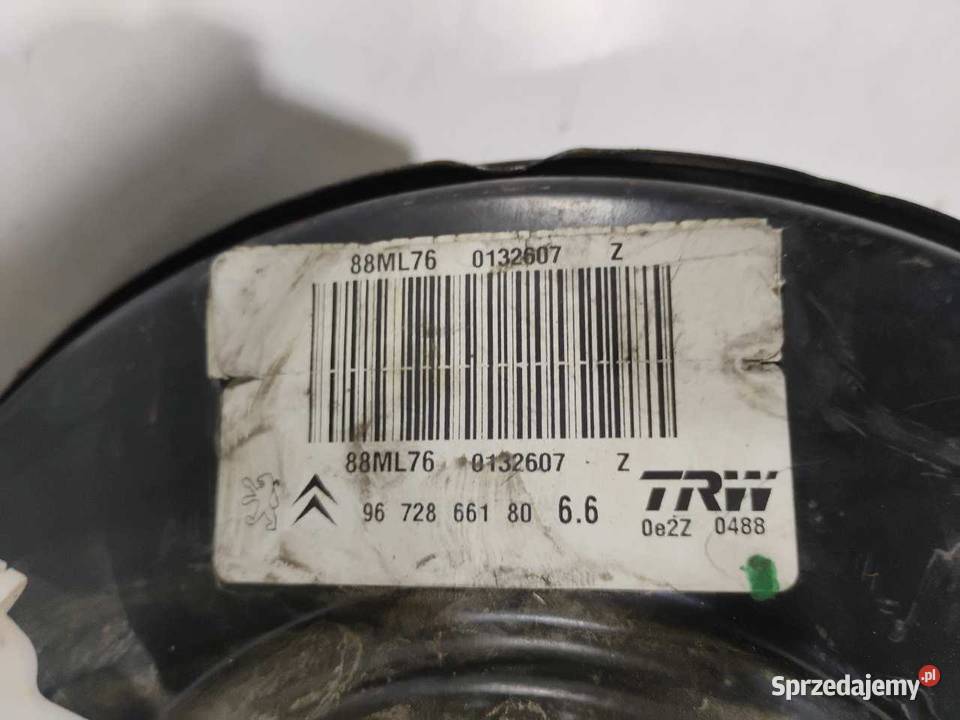 88ML76 0132607 Z
88ML76 0132607 Z
96 728 661 80 6.6
TRW
0e2Z 0488
Sprzedajemy.pl